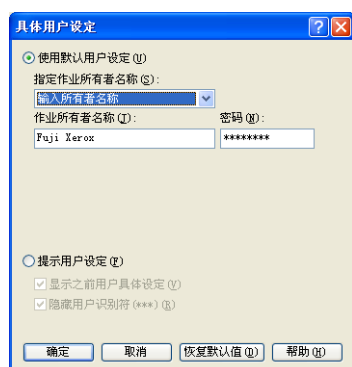 具体用户设定
使用默认用户设定(U)
指定作业所有者名称(S):
输入所有者名称
作业所有者名称(T): 密码(N):
Fuji Xerox ********
提示用户设定(P)
显示之前用户具体设定(V)
隐藏用户识别符(***)(R)
确定 取消 恢复默认值(D) 帮助(H)